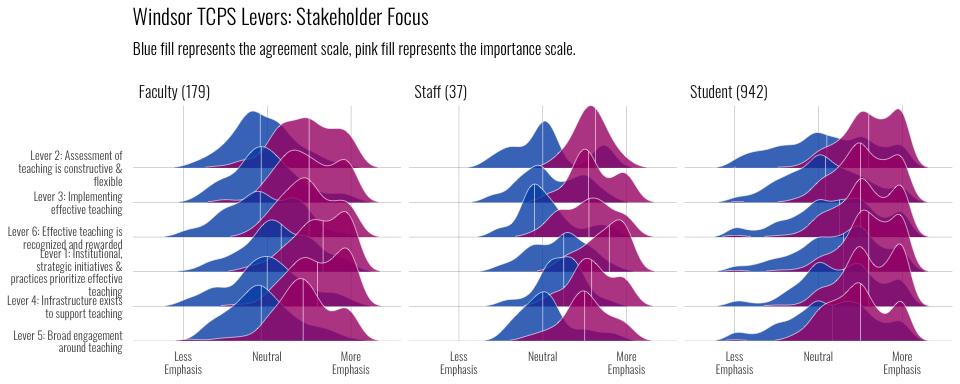 Windsor TCPS Levers: Stakeholder Focus
Blue fill represents the agreement scale, pink fill represents the importance scale.
Faculty (179)
Staff (37)
Student (942)
Lever 2: Assessment of
teaching is constructive &
flexible
Lever 3: Implementing
effective teaching
Lever 6: Effective teaching is
recognized and rewarded
Lever 1: Institutional,
strategic initiatives &
practices prioritize effective
teaching
Lever 4: Infrastructure exists
to support teaching
Lever 5: Broad engagement
around teaching
Less
Emphasis
Neutral
More
Emphasis
Less
Emphasis
Neutral
More
Emphasis
Less
Emphasis
Neutral
More
Emphasis